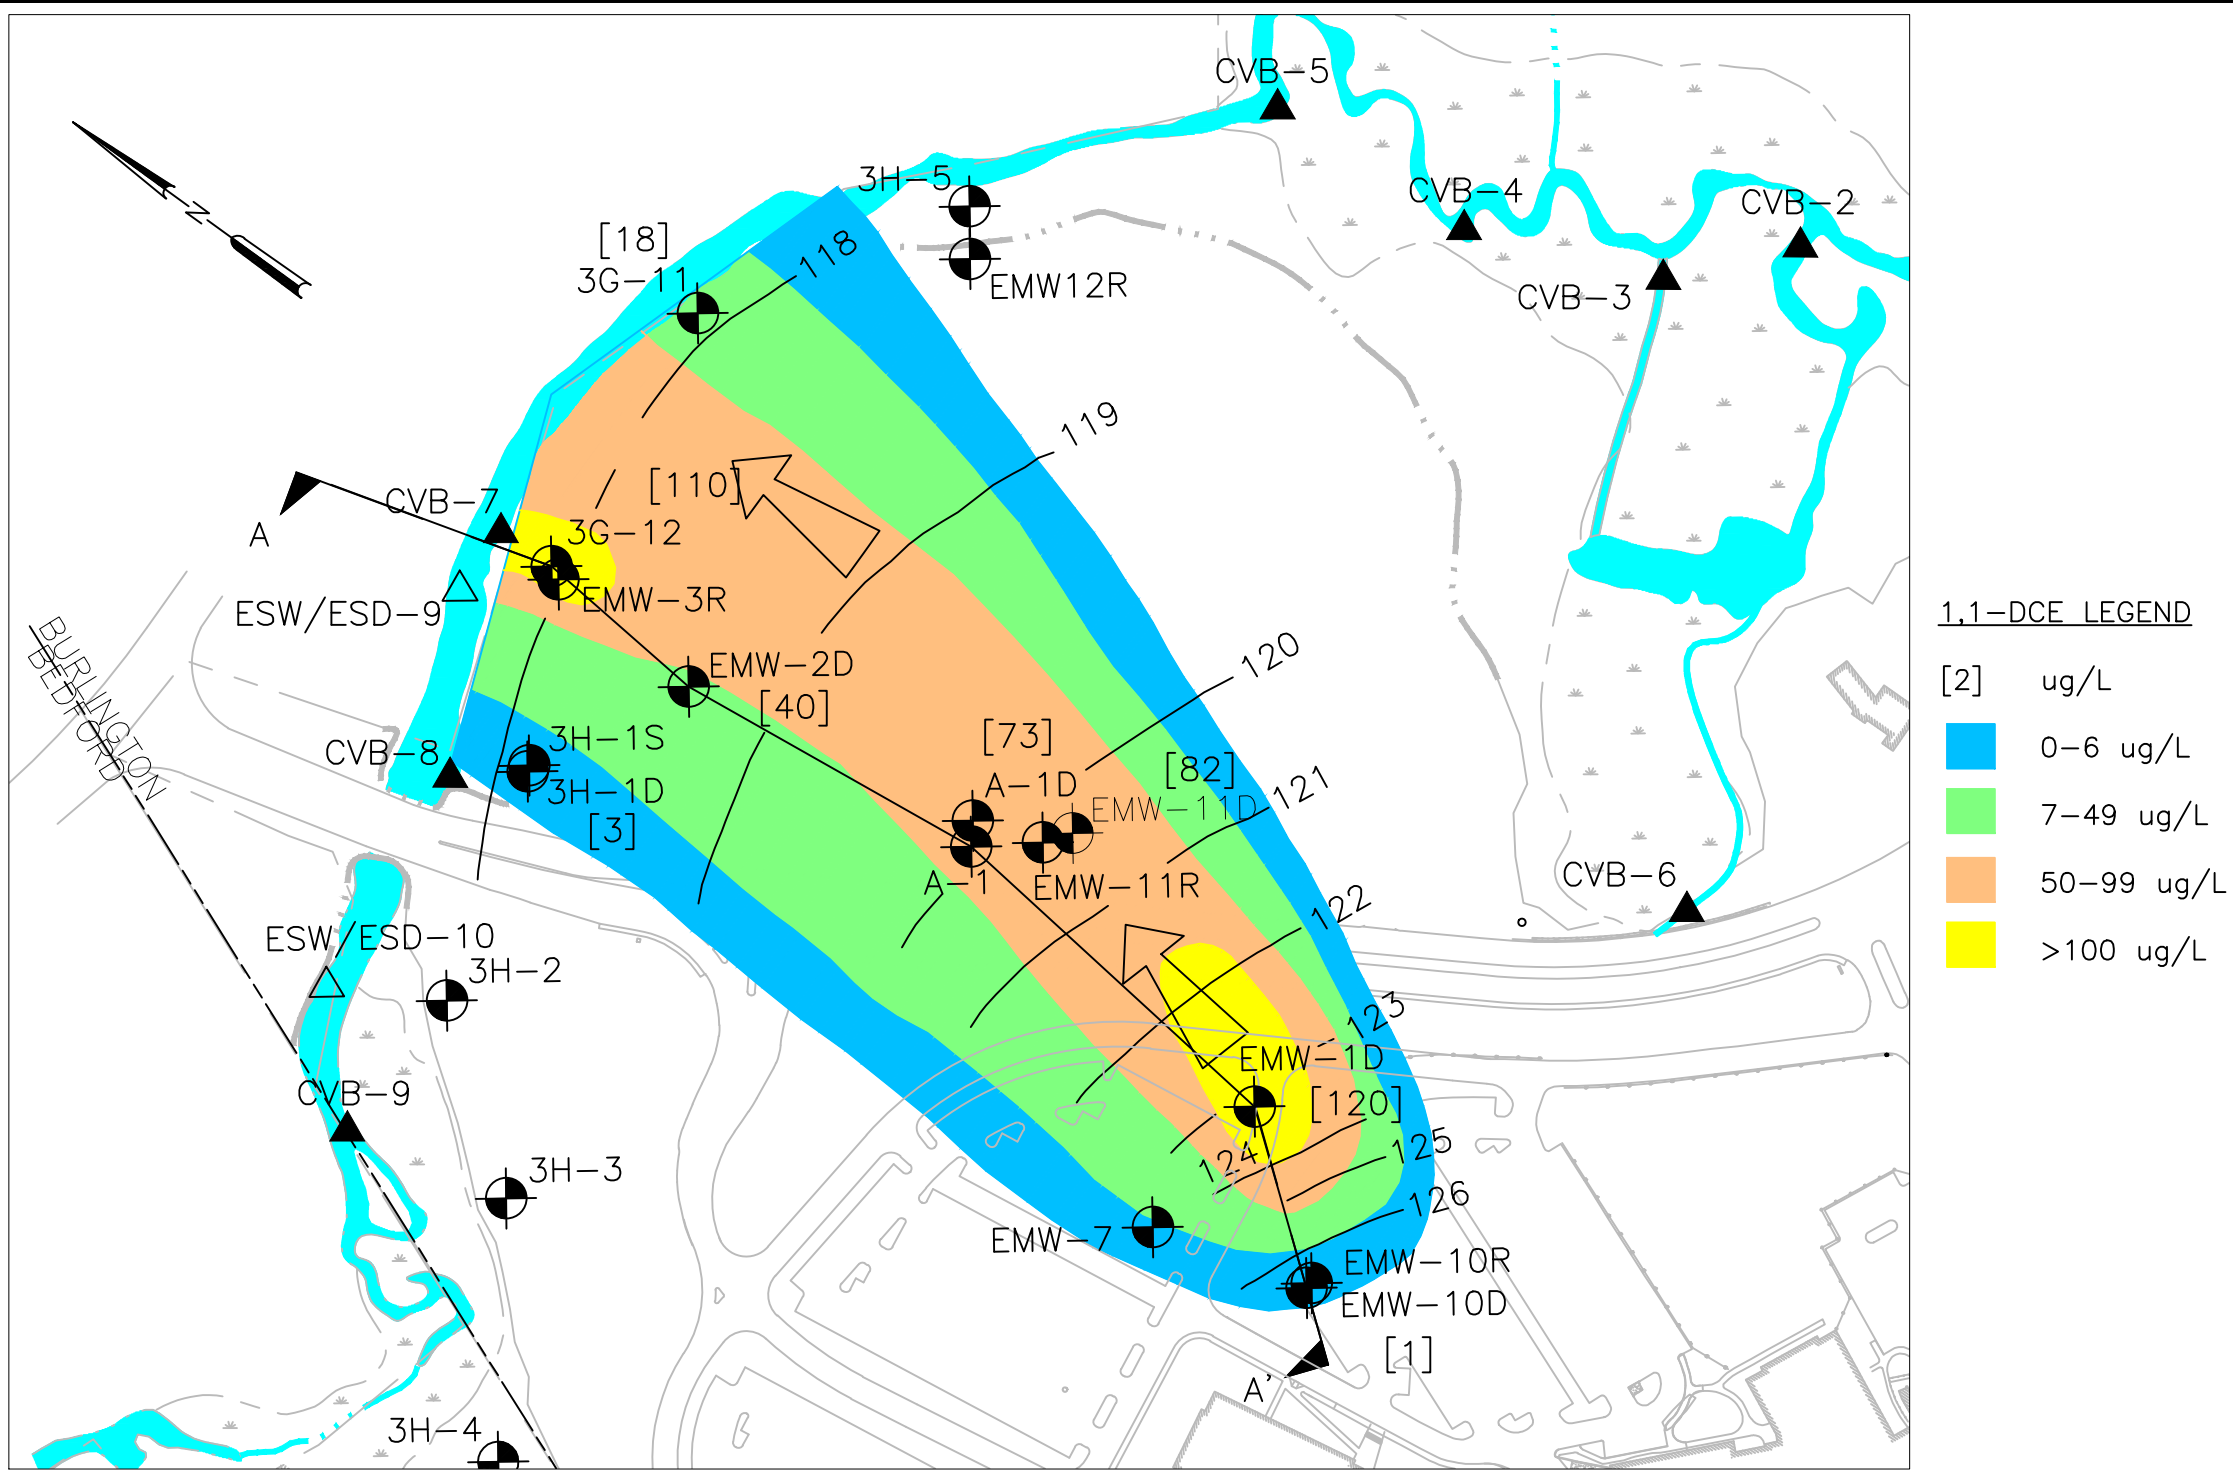 CVB-5
3H-5
CVB-4
CVB-2
N
[18]
3G-11
118
EMW12R
CVB-3
119
[110]
CVB-7
A
3G-12
EMW-3R
ESW/ESD-9
1,1-DCE LEGEND
[2] ug/L
0-6 ug/L
7-49 ug/L
50-99 ug/L
>100 ug/L
BURLINGTON
BEDFORD
EMW-2D
[40]
120
3H-1S
CVB-8
3H-1D
[3]
[73]
A-1D
[82]
EMW-11D
121
A-1
EMW-11R
CVB-6
122
ESW/ESD-10
3H-2
123
EMW-1D
[120]
CVB-9
124
125
3H-3
126
EMW-7
EMW-10R
EMW-10D
[1]
A'
3H-4